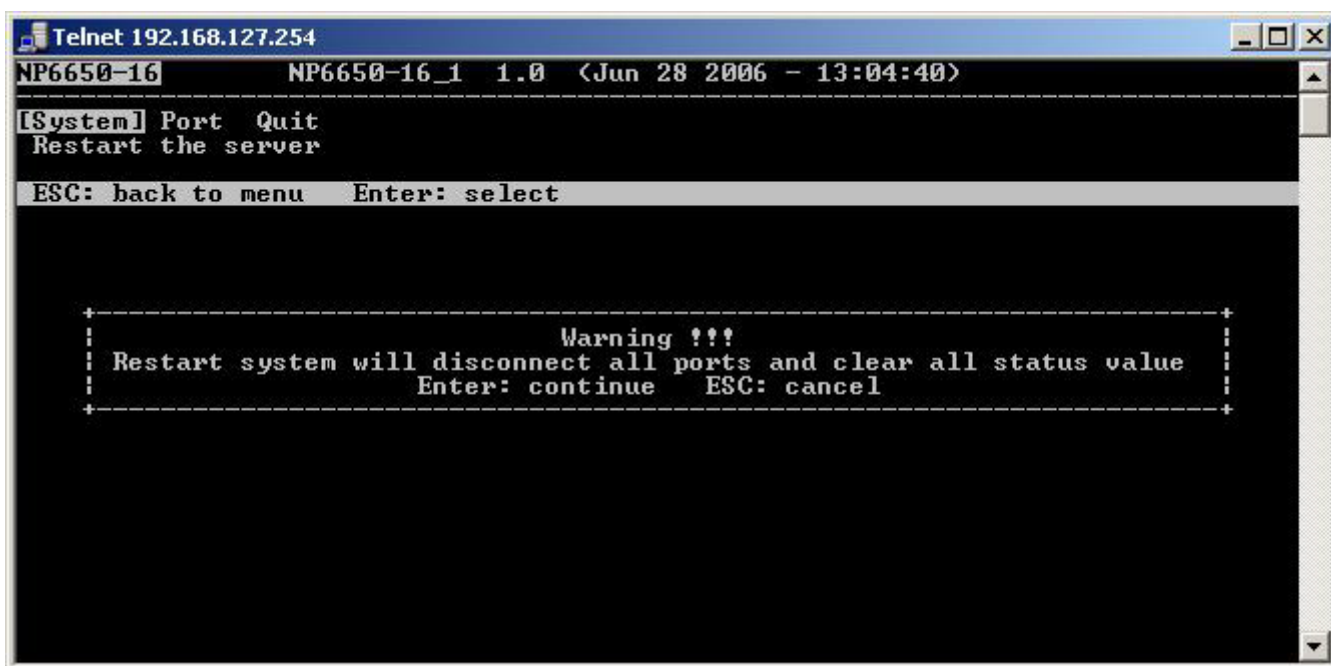 Telnet 192.168.127.254
NP6650-16 NP6650-16_1 1.0 (Jun 28 2006 - 13:04:40)
[System] Port Quit
Restart the server
ESC: back to menu Enter: select
Warning !!!
Restart system will disconnect all ports and clear all status value
Enter: continue ESC: cancel